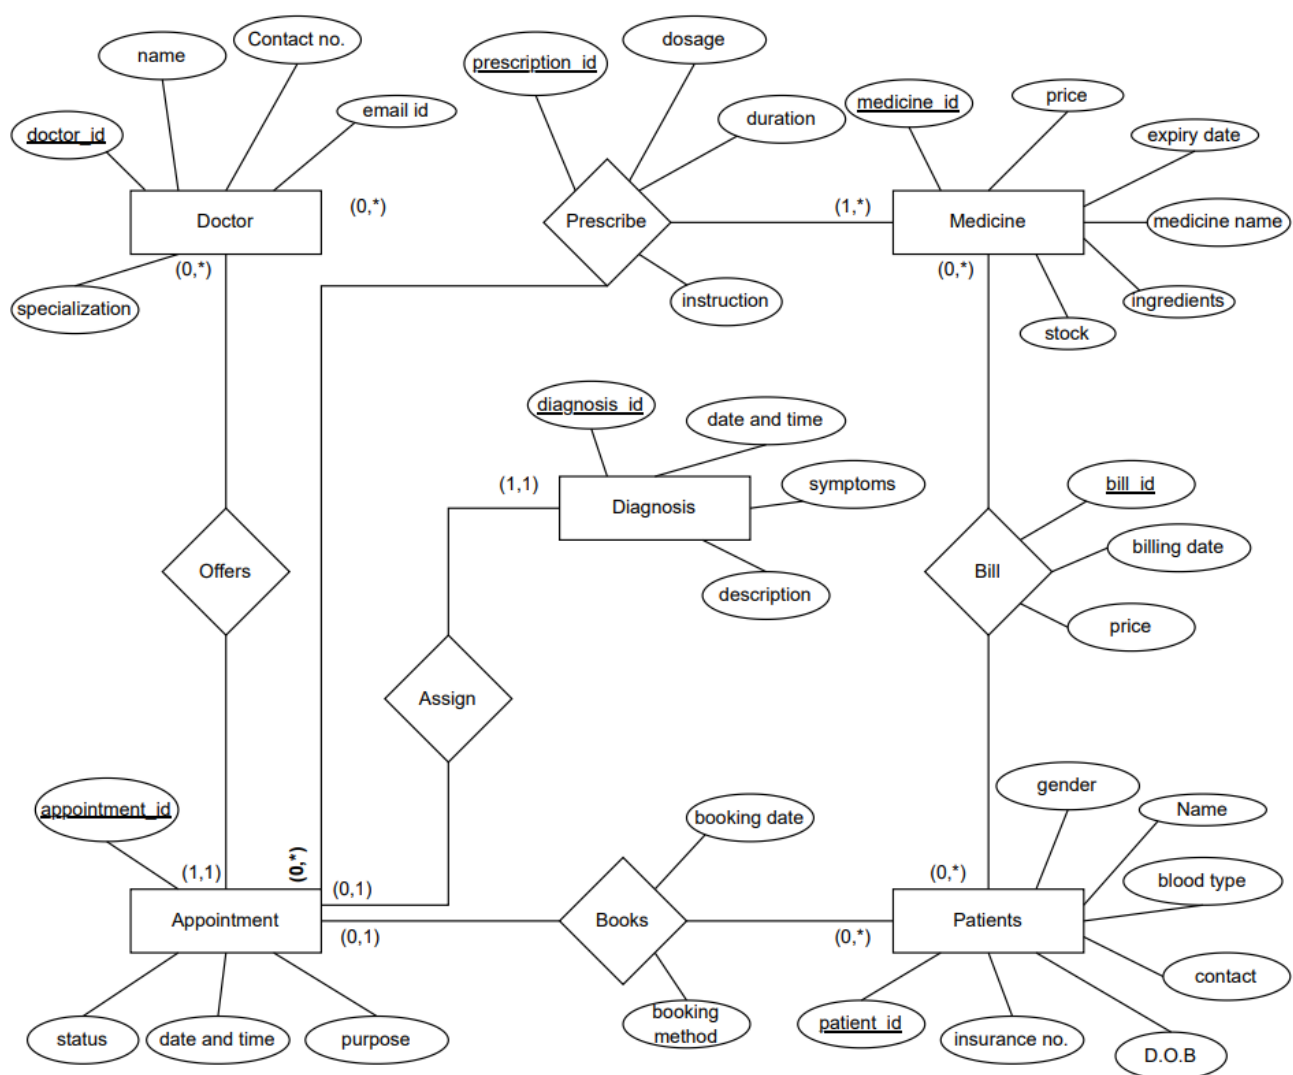 Contact no.
dosage
name
prescription_id
medicine_id
price
email id
duration
doctor_id
expiry date
(0,*)
(1,*)
Doctor
Prescribe
Medicine
medicine name
(0,*)
(0,*)
specialization
instruction
ingredients
stock
diagnosis_id
date and time
(1,1)
symptoms
bill_id
Diagnosis
billing date
Offers
Bill
description
price
Assign
gender
appointment_id
booking date
Name
(1,1)
(0,*)
(0,1)
(0,*)
blood type
Appointment
Books
Patients
(0,1)
(0,*)
contact
booking
method
status
date and time
purpose
patient_id
insurance no.
D.O.B